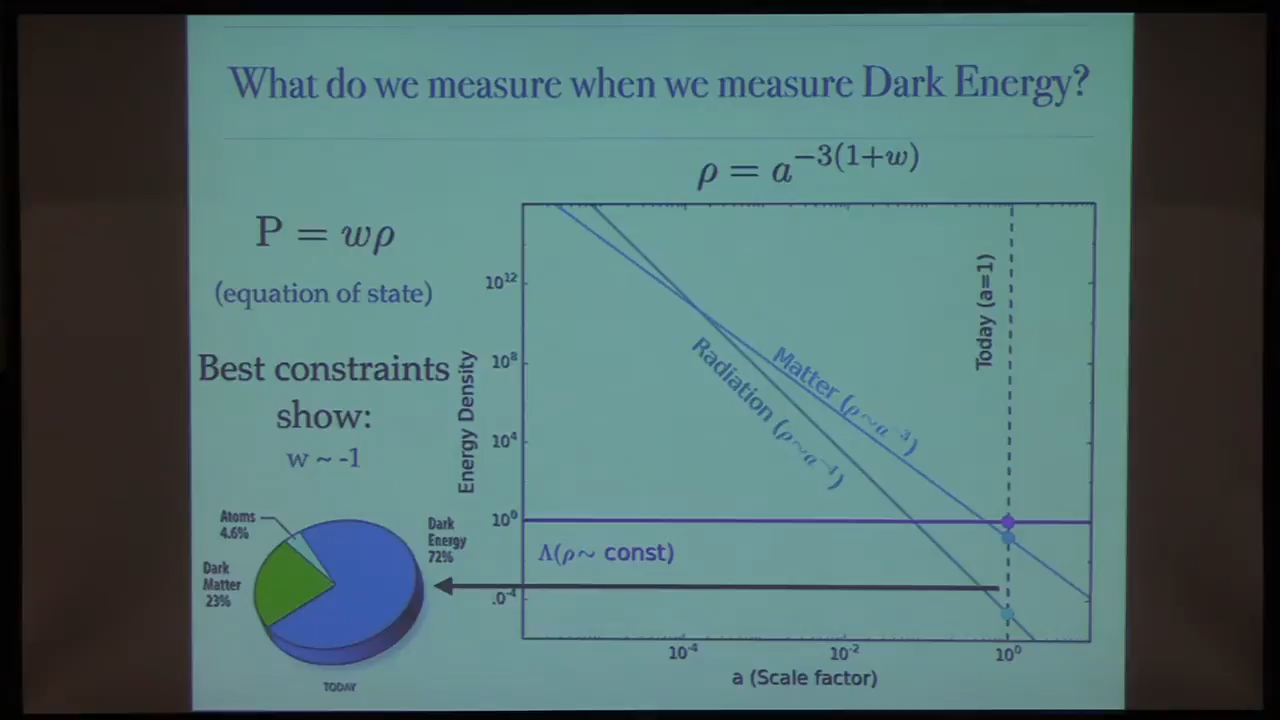 What do we measure when we measure Dark Energy?
ρ = a^{-3(1+w)}
P = wρ
(equation of state)
Best constraints
show:
w ~ -1
Atoms
4.6%
Dark
Energy
72%
Dark
Matter
23%
TODAY
Energy Density
10^{12}
10^{8}
10^{4}
10^{0}
.0^{-4}
Radiation (ρ~a^{-4})
Matter (ρ~a^{-3})
Today (a=1)
Λ(ρ~ const)
10^{-4}
10^{-2}
10^{0}
a (Scale factor)